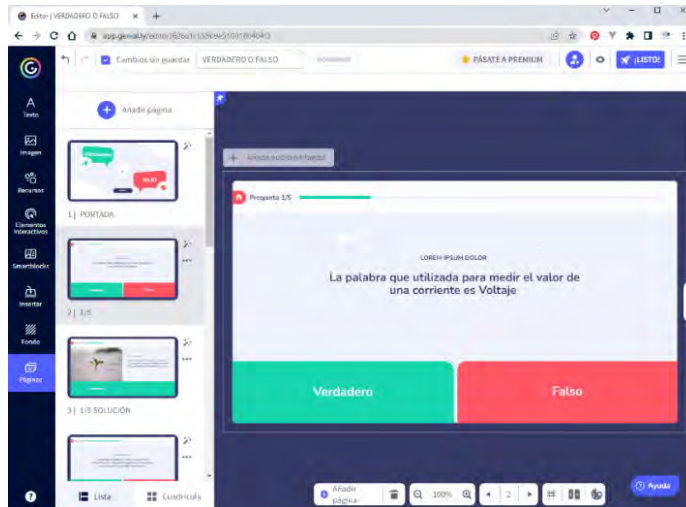 Editor | VERDADERO O FALSO
Cambios sin guardar
VERDADERO O FALSO
PÁSATE A PREMIUM
¡LISTO!
Texto
Imagen
Recursos
Elementos
interactivos
Smartblocks
Insertar
Fondo
Páginas
Añade página
1| PORTADA
2| 1/5
3| 1/5 SOLUCIÓN
Lista
Cuadrícula
Pregunta 1/5
LOREM IPSUM DOLOR
La palabra que utilizada para medir el valor de
una corriente es Voltaje
Verdadero
Falso
Añadir
página
100%
2
Ayuda